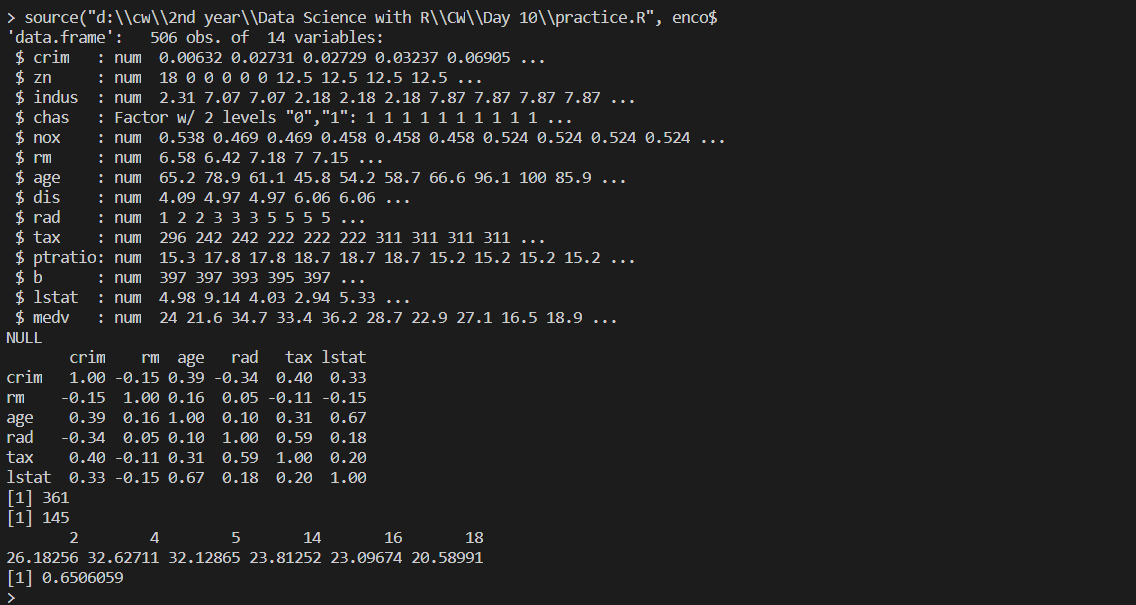 > source("d:\\cw\\2nd year\\Data Science with R\\CW\\Day 10\\practice.R", enco$
'data.frame':   506 obs. of  14 variables:
 $ crim   : num  0.00632 0.02731 0.02729 0.03237 0.06905 ...
 $ zn     : num  18 0 0 0 0 0 12.5 12.5 12.5 12.5 ...
 $ indus  : num  2.31 7.07 7.07 2.18 2.18 2.18 7.87 7.87 7.87 7.87 ...
 $ chas   : Factor w/ 2 levels "0","1": 1 1 1 1 1 1 1 1 1 1 ...
 $ nox    : num  0.538 0.469 0.469 0.458 0.458 0.458 0.524 0.524 0.524 0.524 ...
 $ rm     : num  6.58 6.42 7.18 7 7.15 ...
 $ age    : num  65.2 78.9 61.1 45.8 54.2 58.7 66.6 96.1 100 85.9 ...
 $ dis    : num  4.09 4.97 4.97 6.06 6.06 ...
 $ rad    : num  1 2 2 3 3 3 5 5 5 5 ...
 $ tax    : num  296 242 242 222 222 222 311 311 311 311 ...
 $ ptratio: num  15.3 17.8 17.8 18.7 18.7 18.7 15.2 15.2 15.2 15.2 ...
 $ b      : num  397 397 393 395 397 ...
 $ lstat  : num  4.98 9.14 4.03 2.94 5.33 ...
 $ medv   : num  24 21.6 34.7 33.4 36.2 28.7 22.9 27.1 16.5 18.9 ...
NULL
       crim    rm  age   rad   tax lstat
crim   1.00 -0.15 0.39 -0.34  0.40  0.33
rm    -0.15  1.00 0.16  0.05 -0.11 -0.15
age    0.39  0.16 1.00  0.10  0.31  0.67
rad   -0.34  0.05 0.10  1.00  0.59  0.18
tax    0.40 -0.11 0.31  0.59  1.00  0.20
lstat  0.33 -0.15 0.67  0.18  0.20  1.00
[1] 361
[1] 145
       2        4        5       14       16       18
26.18256 32.62711 32.12865 23.81252 23.09674 20.58991
[1] 0.6506059
>